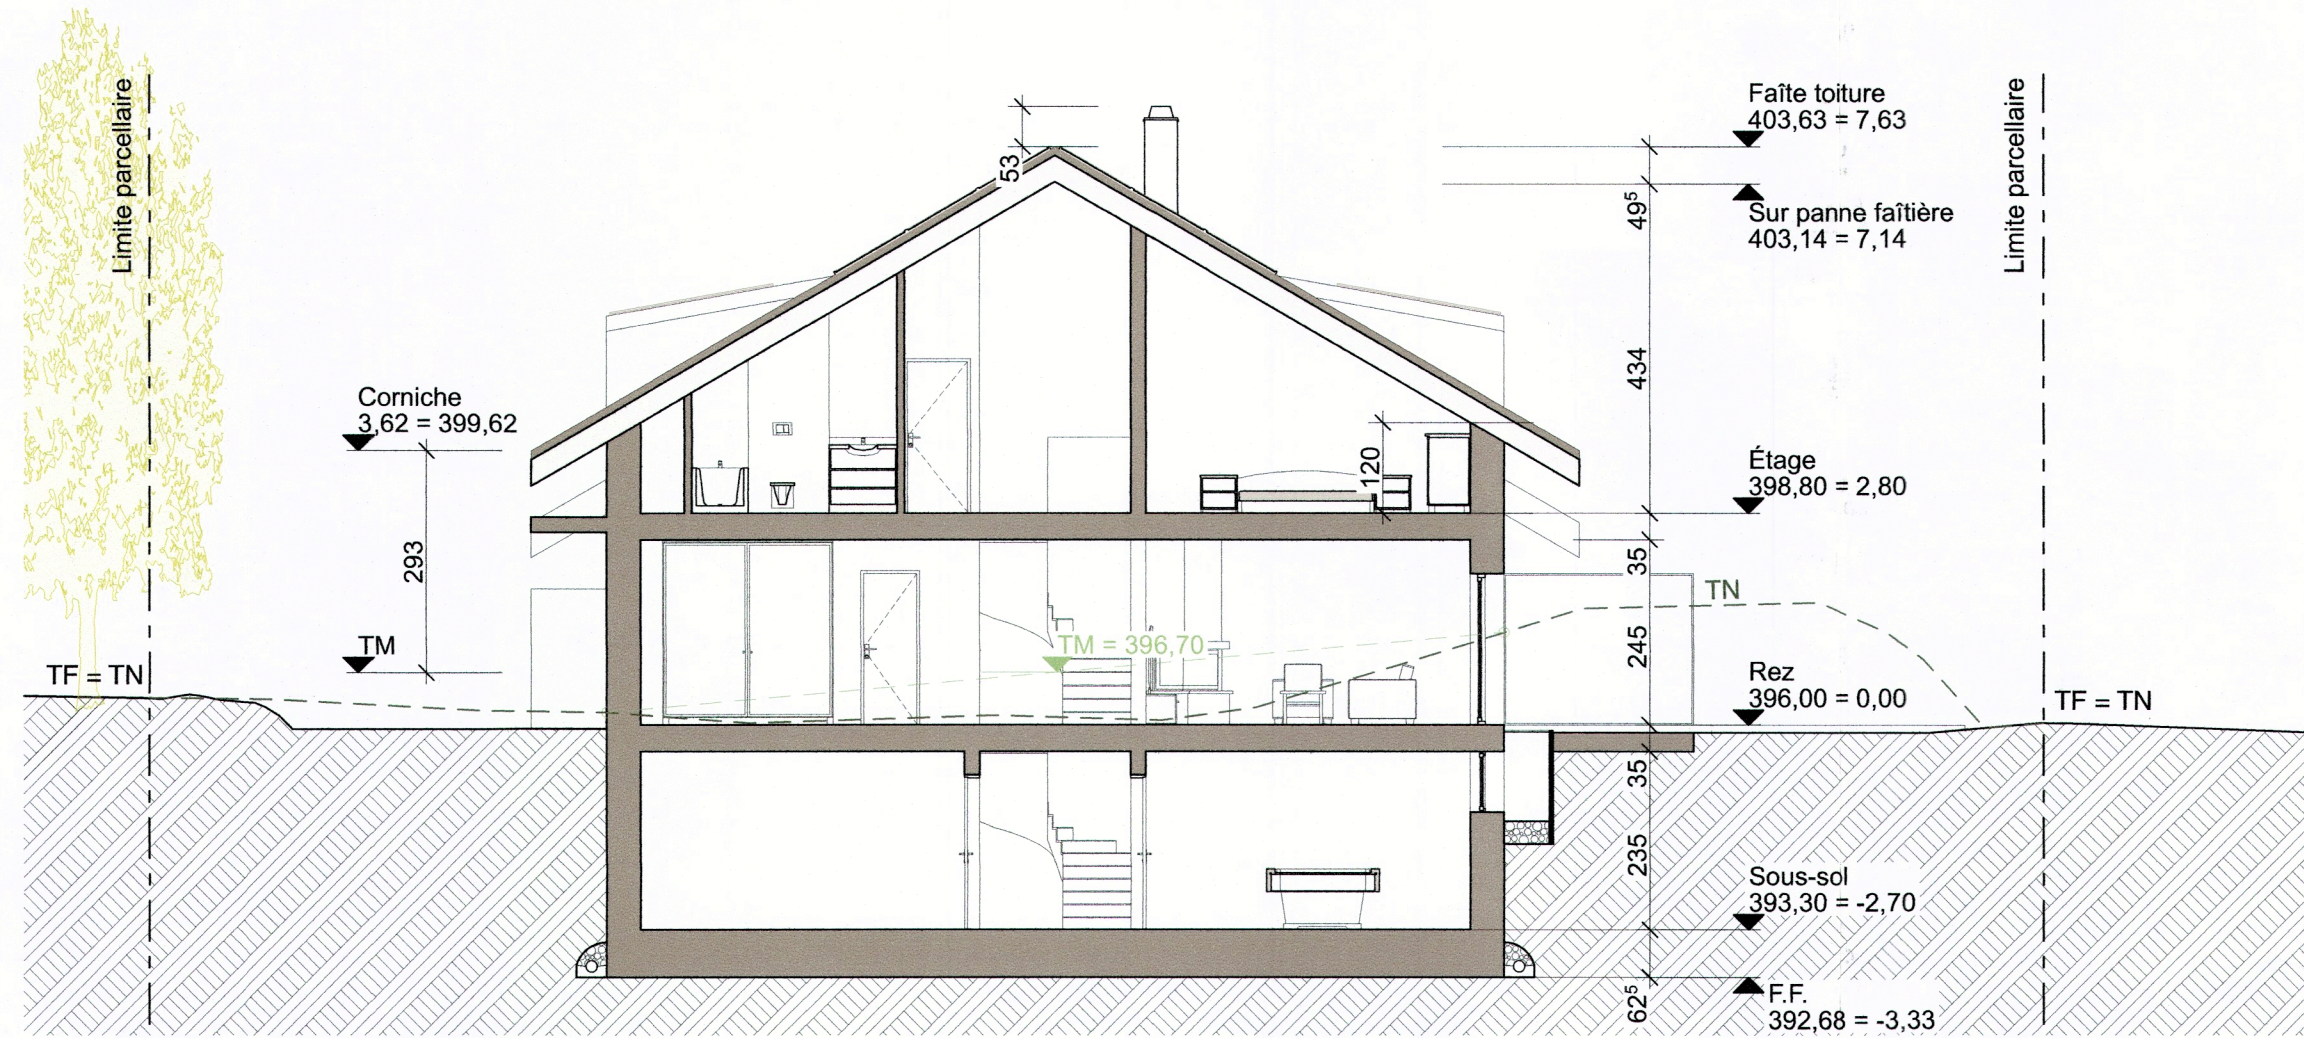 Limite parcellaire
Corniche
3,62 = 399,62
293
TM
TF = TN
53
120
TM = 396,70
TN
Faîte toiture
403,63 = 7,63
49⁵
Sur panne faîtière
403,14 = 7,14
434
Étage
398,80 = 2,80
35
245
Rez
396,00 = 0,00
35
235
Sous-sol
393,30 = -2,70
62⁵
F.F.
392,68 = -3,33
Limite parcellaire
TF = TN